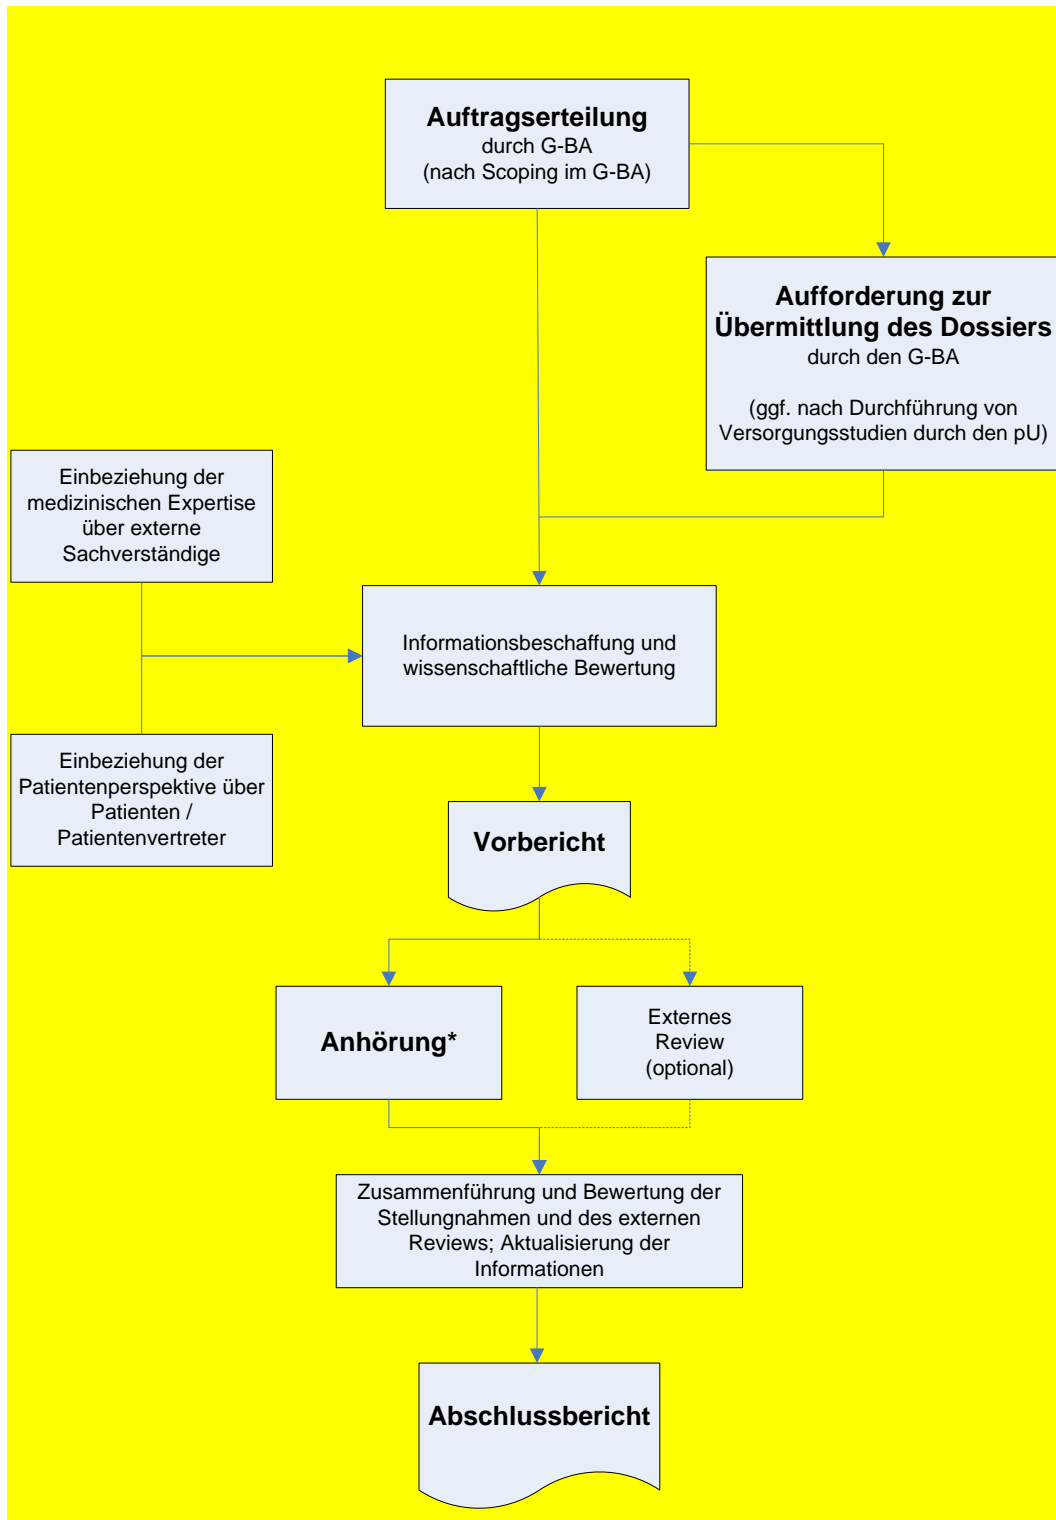 Auftragserteilung
durch G-BA
(nach Scoping im G-BA)
Aufforderung zur
Übermittlung des Dossiers
durch den G-BA
(ggf. nach Durchführung von
Versorgungsstudien durch den pU)
Einbeziehung der
medizinischen Expertise
über externe
Sachverständige
Informationsbeschaffung und
wissenschaftliche Bewertung
Einbeziehung der
Patientenperspektive über
Patienten /
Patientenvertreter
Vorbericht
Anhörung*
Externes
Review
(optional)
Zusammenführung und Bewertung der
Stellungnahmen und des externen
Reviews; Aktualisierung der
Informationen
Abschlussbericht